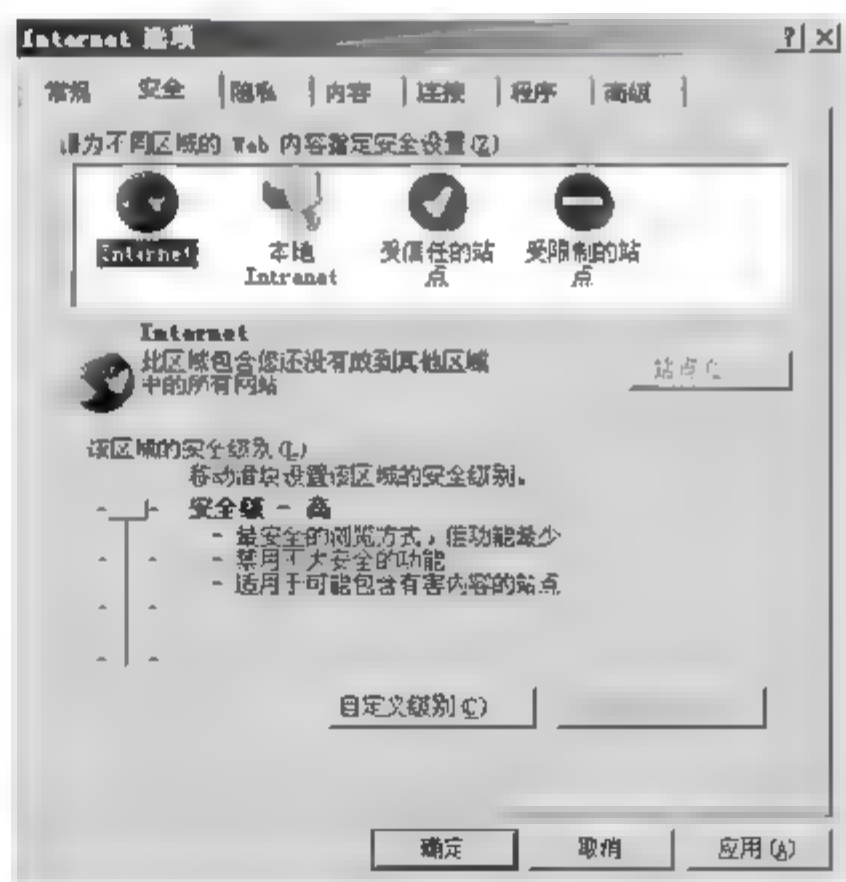 Internet 选项
常规 安全 隐私 内容 连接 程序 高级
请为不同区域的 Web 内容指定安全设置(Z)
Internet
本地
Intranet
受信任的站
点
受限制的站
点
Internet
此区域包含您还没有放到其他区域
中的所有网站
站点
该区域的安全级别(L)
移动滑块设置该区域的安全级别。
安全级 - 高
- 最安全的浏览方式，但功能最少
- 禁用不太安全的功能
- 适用于可能包含有害内容的站点
自定义级别(C)
确定 取消 应用(A)